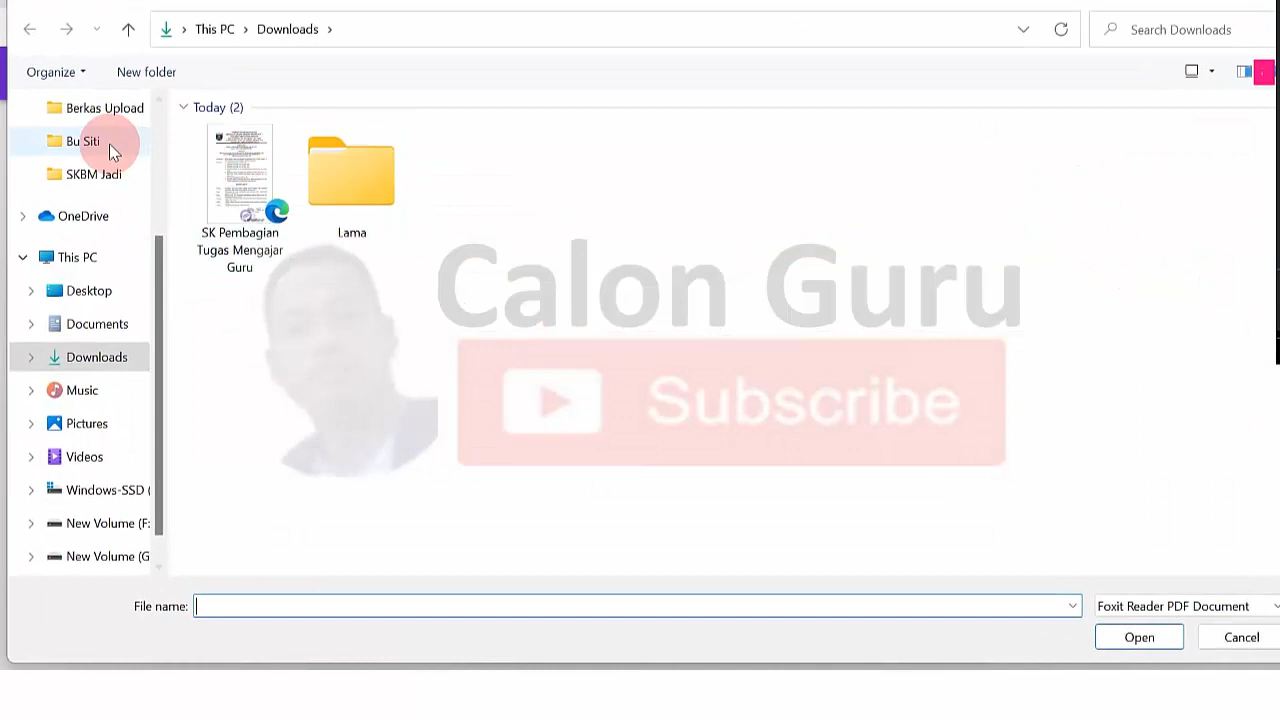 This PC
Downloads
Search Downloads
Organize
New folder
Berkas Upload
Bu Siti
SKBM Jadi
OneDrive
This PC
Desktop
Documents
Downloads
Music
Pictures
Videos
Windows-SSD (
New Volume (F:
New Volume (G
Today (2)
SK Pembagian
Tugas Mengajar
Guru
Lama
Calon Guru
Subscribe
File name:
Foxit Reader PDF Document
Open
Cancel